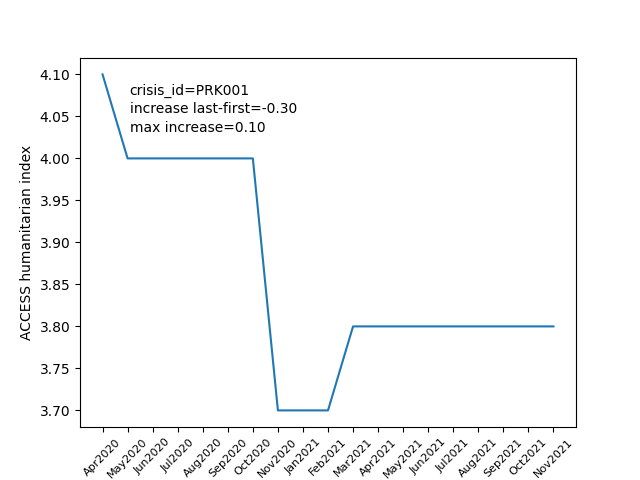 4.10
4.05
4.00
3.95
3.90
3.85
3.80
3.75
3.70
ACCESS humanitarian index
crisis_id=PRK001
increase last-first=-0.30
max increase=0.10
Apr2020
May2020
Jun2020
Jul2020
Aug2020
Sep2020
Oct2020
Nov2020
Jan2021
Feb2021
Mar2021
Apr2021
May2021
Jun2021
Jul2021
Aug2021
Sep2021
Oct2021
Nov2021